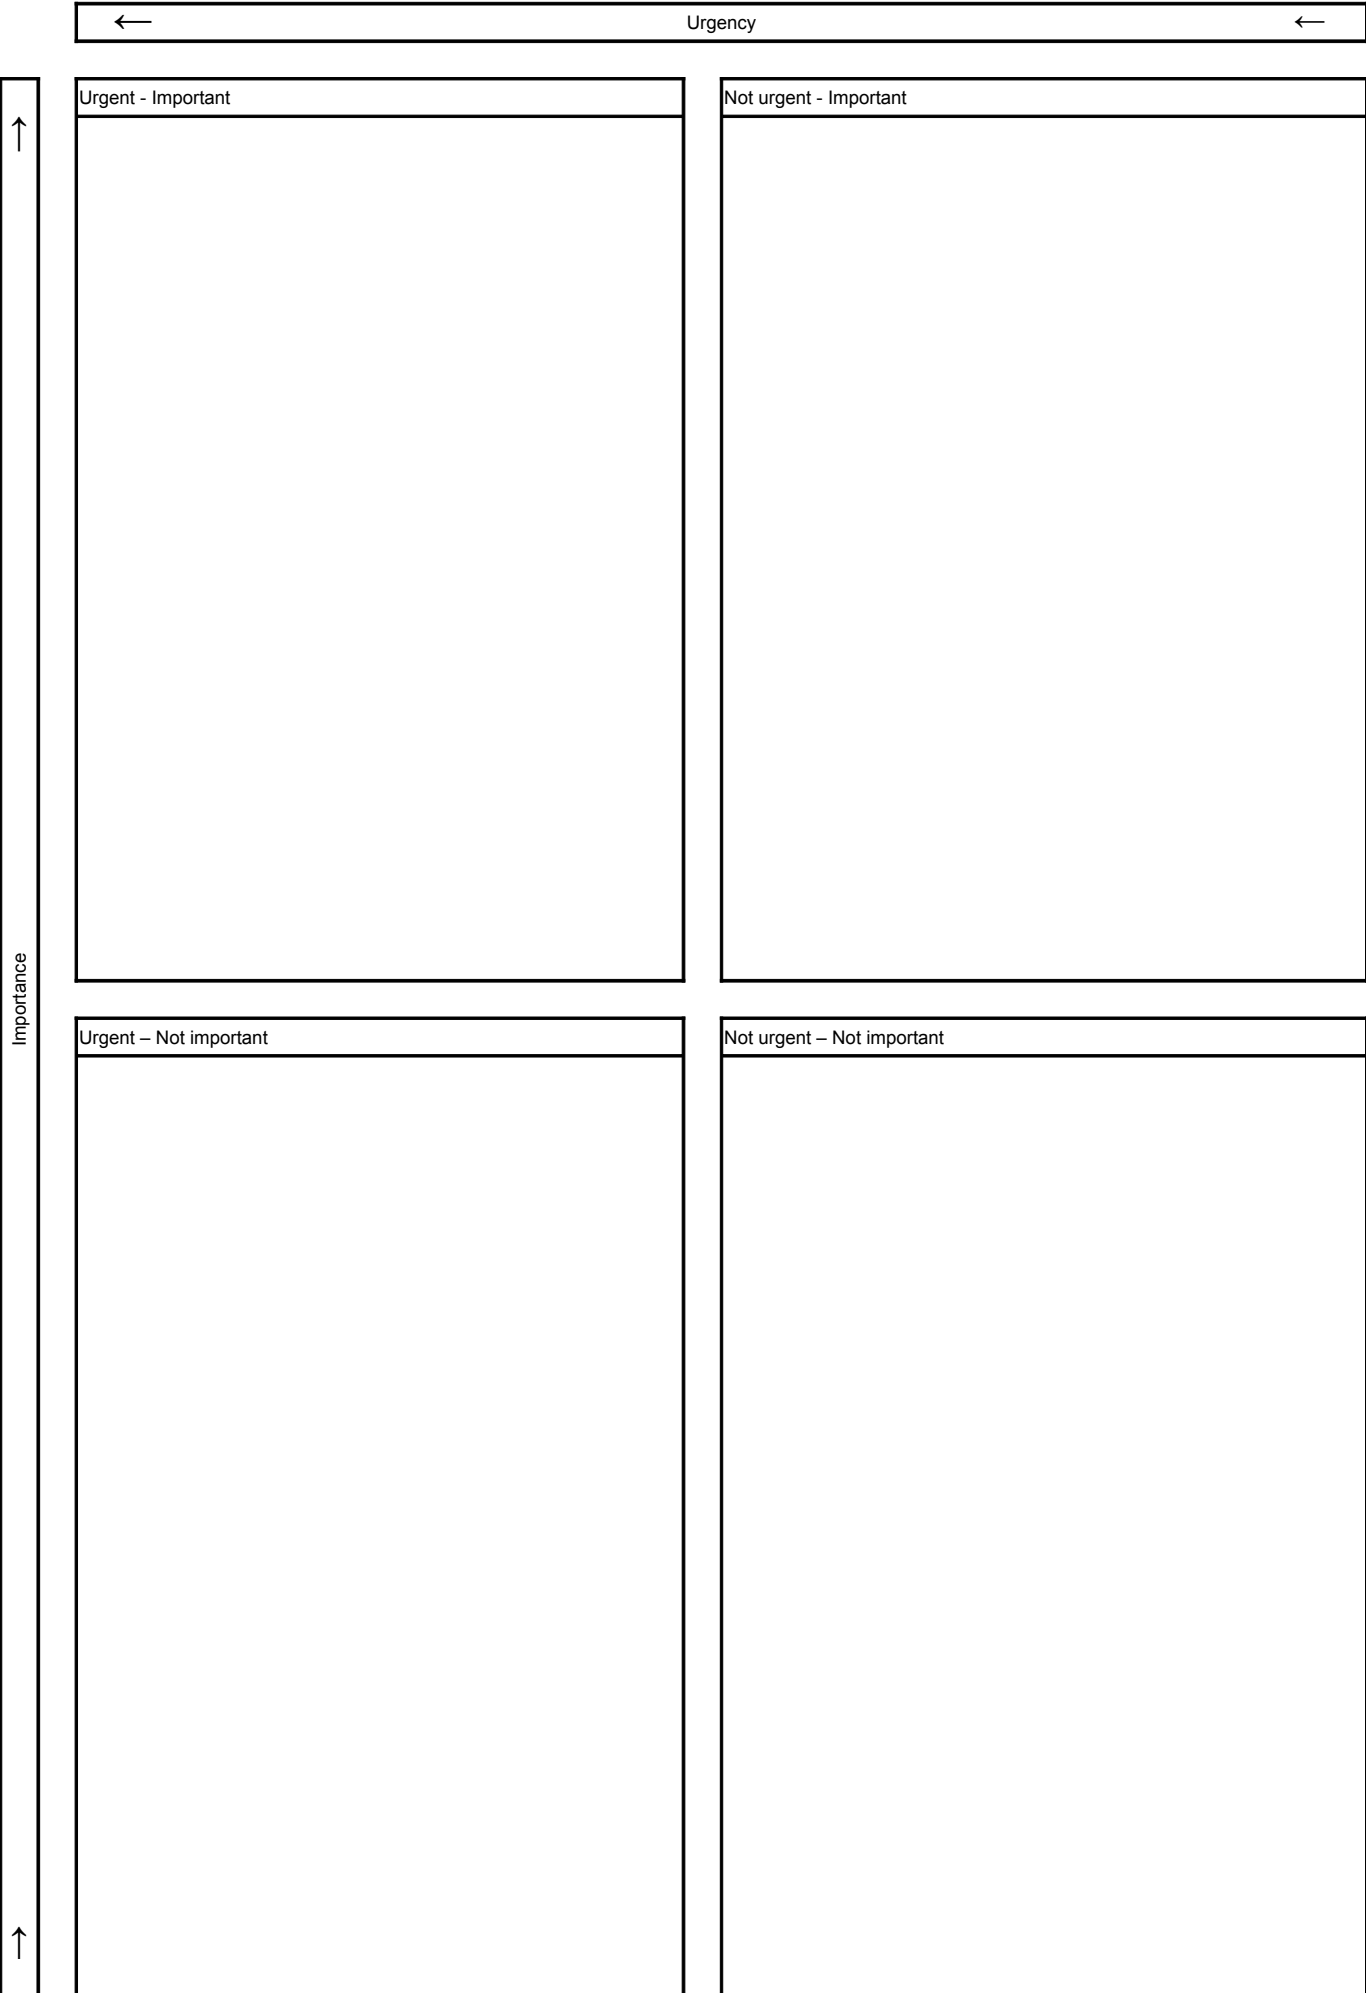 ← Urgency ←
↑
Urgent - Important
Not urgent - Important
Importance
Urgent – Not important
Not urgent – Not important
↑